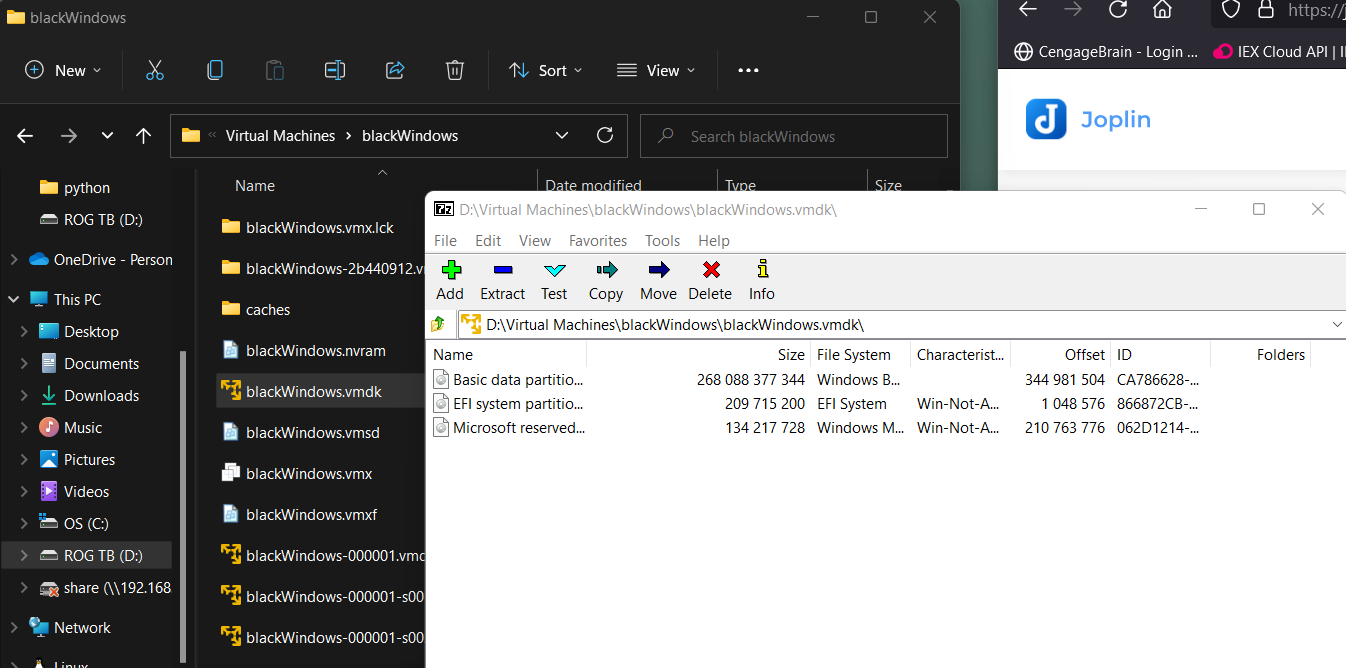 blackWindows
New
Sort
View
Virtual Machines > blackWindows
Search blackWindows
python
ROG TB (D:)
OneDrive - Person
This PC
Desktop
Documents
Downloads
Music
Pictures
Videos
OS (C:)
ROG TB (D:)
share (\\192.168
Network
Linux
Name
Date modified
Type
Size
blackWindows.vmx.lck
blackWindows-2b440912.v
caches
blackWindows.nvram
blackWindows.vmdk
blackWindows.vmsd
blackWindows.vmx
blackWindows.vmxf
blackWindows-000001.vmd
blackWindows-000001-s00
blackWindows-000001-s00
https://j
CengageBrain - Login ... IEX Cloud API | I
Joplin
7z D:\Virtual Machines\blackWindows\blackWindows.vmdk\
File Edit View Favorites Tools Help
Add Extract Test Copy Move Delete Info
D:\Virtual Machines\blackWindows\blackWindows.vmdk\
Name Size File System Characterist... Offset ID Folders
Basic data partitio... 268 088 377 344 Windows B... 344 981 504 CA786628-...
EFI system partitio... 209 715 200 EFI System Win-Not-A... 1 048 576 866872CB-...
Microsoft reserved... 134 217 728 Windows M... Win-Not-A... 210 763 776 062D1214-...